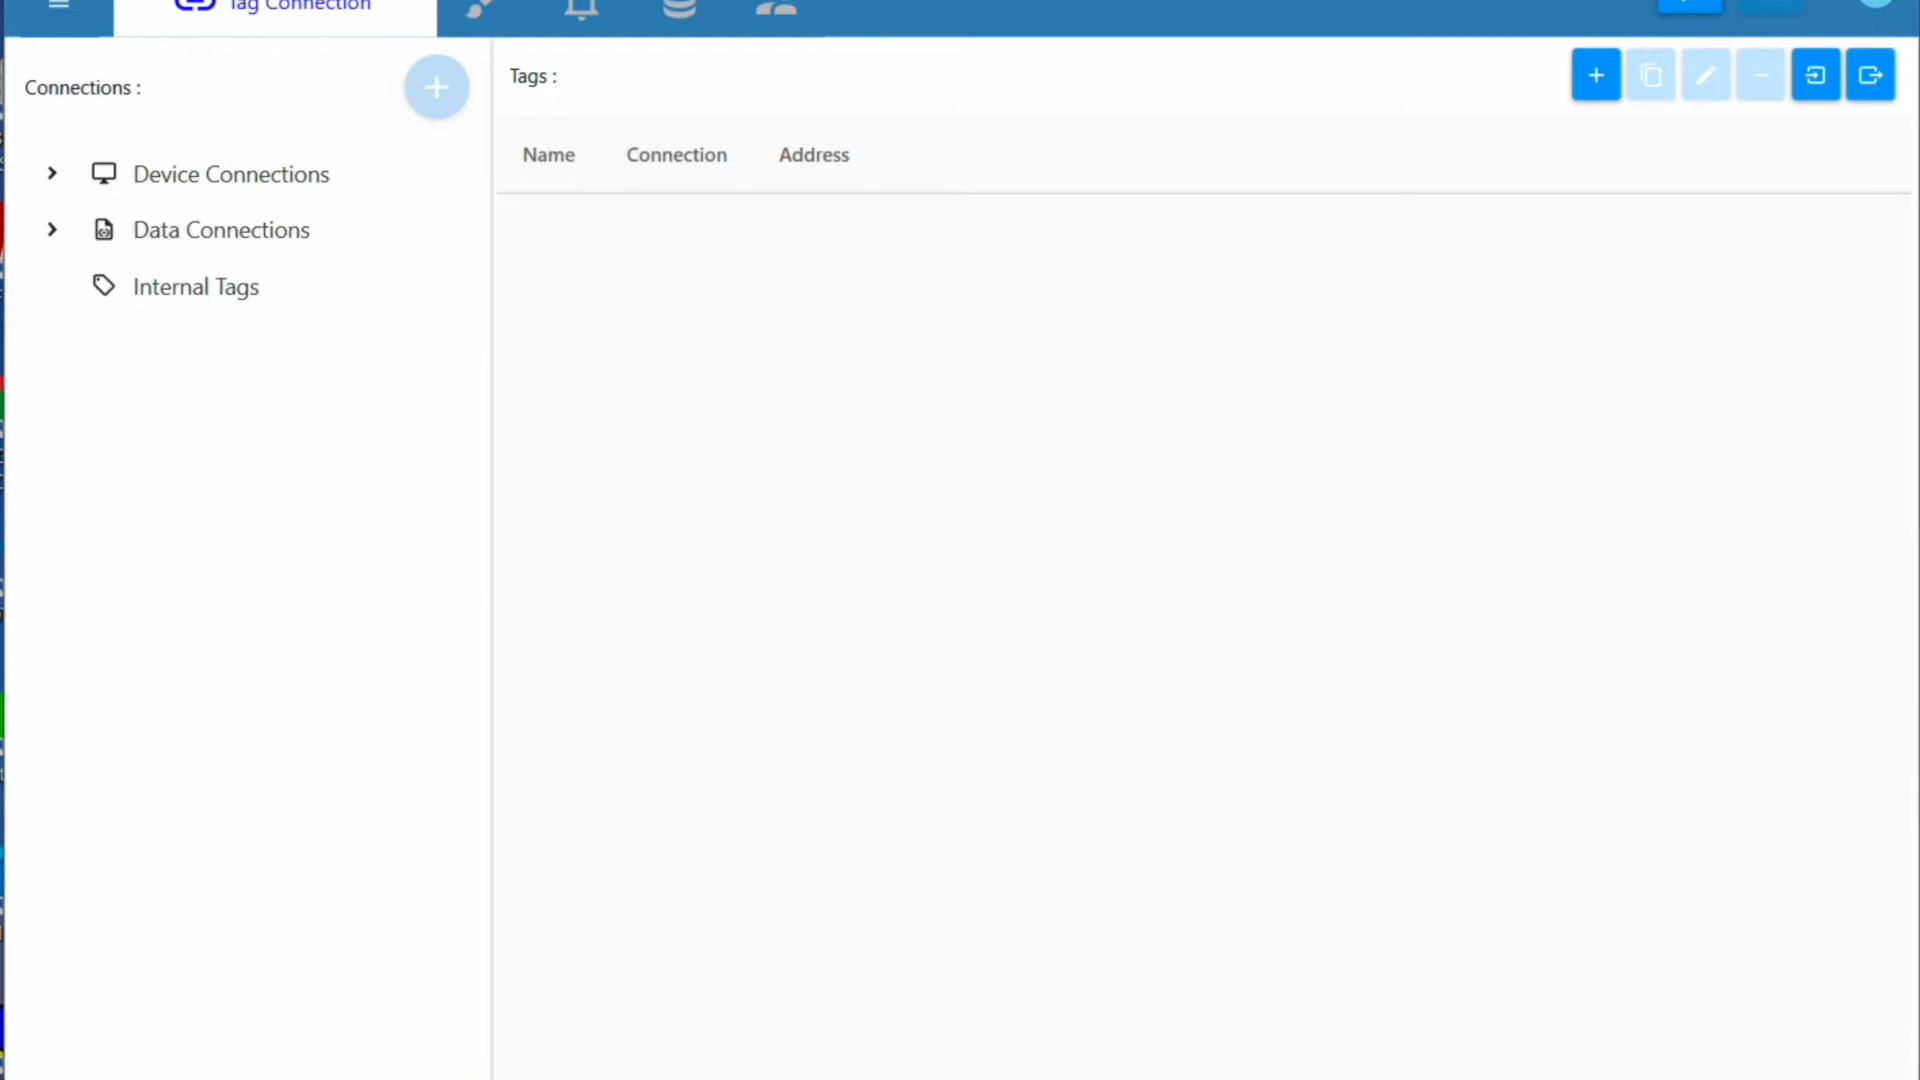 Tag Connection
Connections :
Tags :
Name Connection Address
Device Connections
Data Connections
Internal Tags